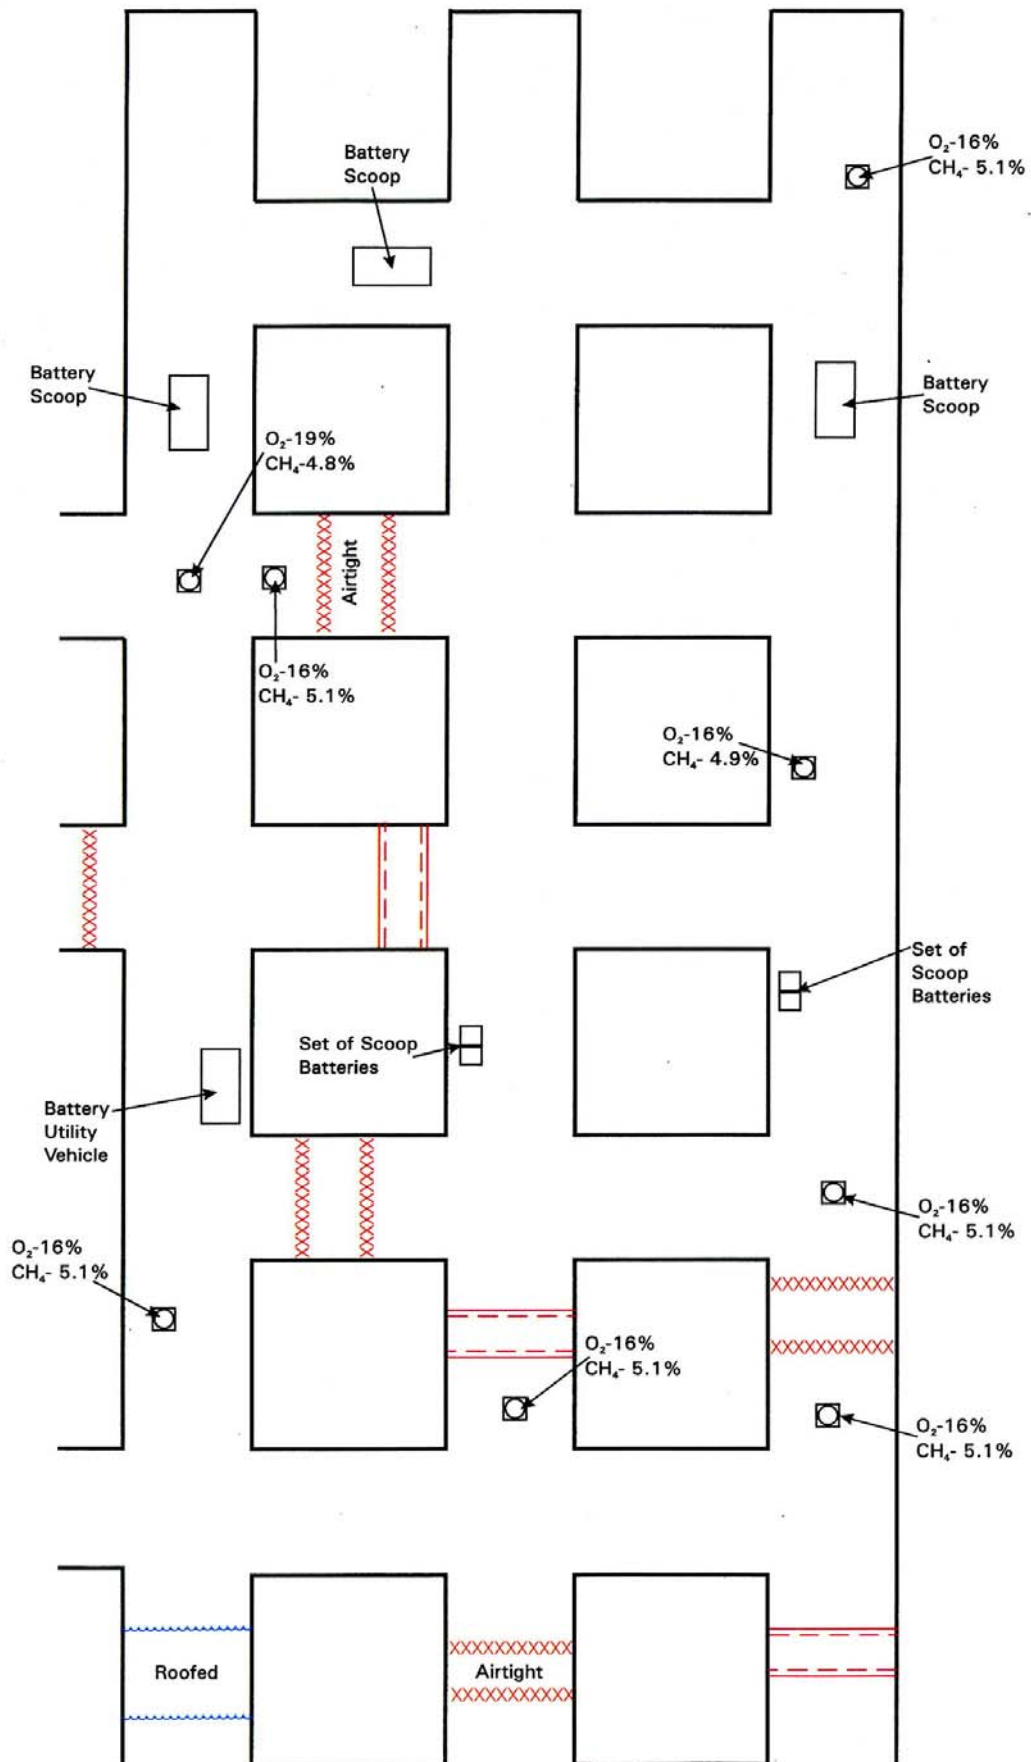 O₂-16%
CH₄- 5.1%
Battery
Scoop
Battery
Scoop
Battery
Scoop
O₂-19%
CH₄-4.8%
Airtight
O₂-16%
CH₄- 5.1%
O₂-16%
CH₄- 4.9%
Set of
Scoop
Batteries
Set of Scoop
Batteries
Battery
Utility
Vehicle
O₂-16%
CH₄- 5.1%
O₂-16%
CH₄- 5.1%
O₂-16%
CH₄- 5.1%
O₂-16%
CH₄- 5.1%
Roofed
Airtight